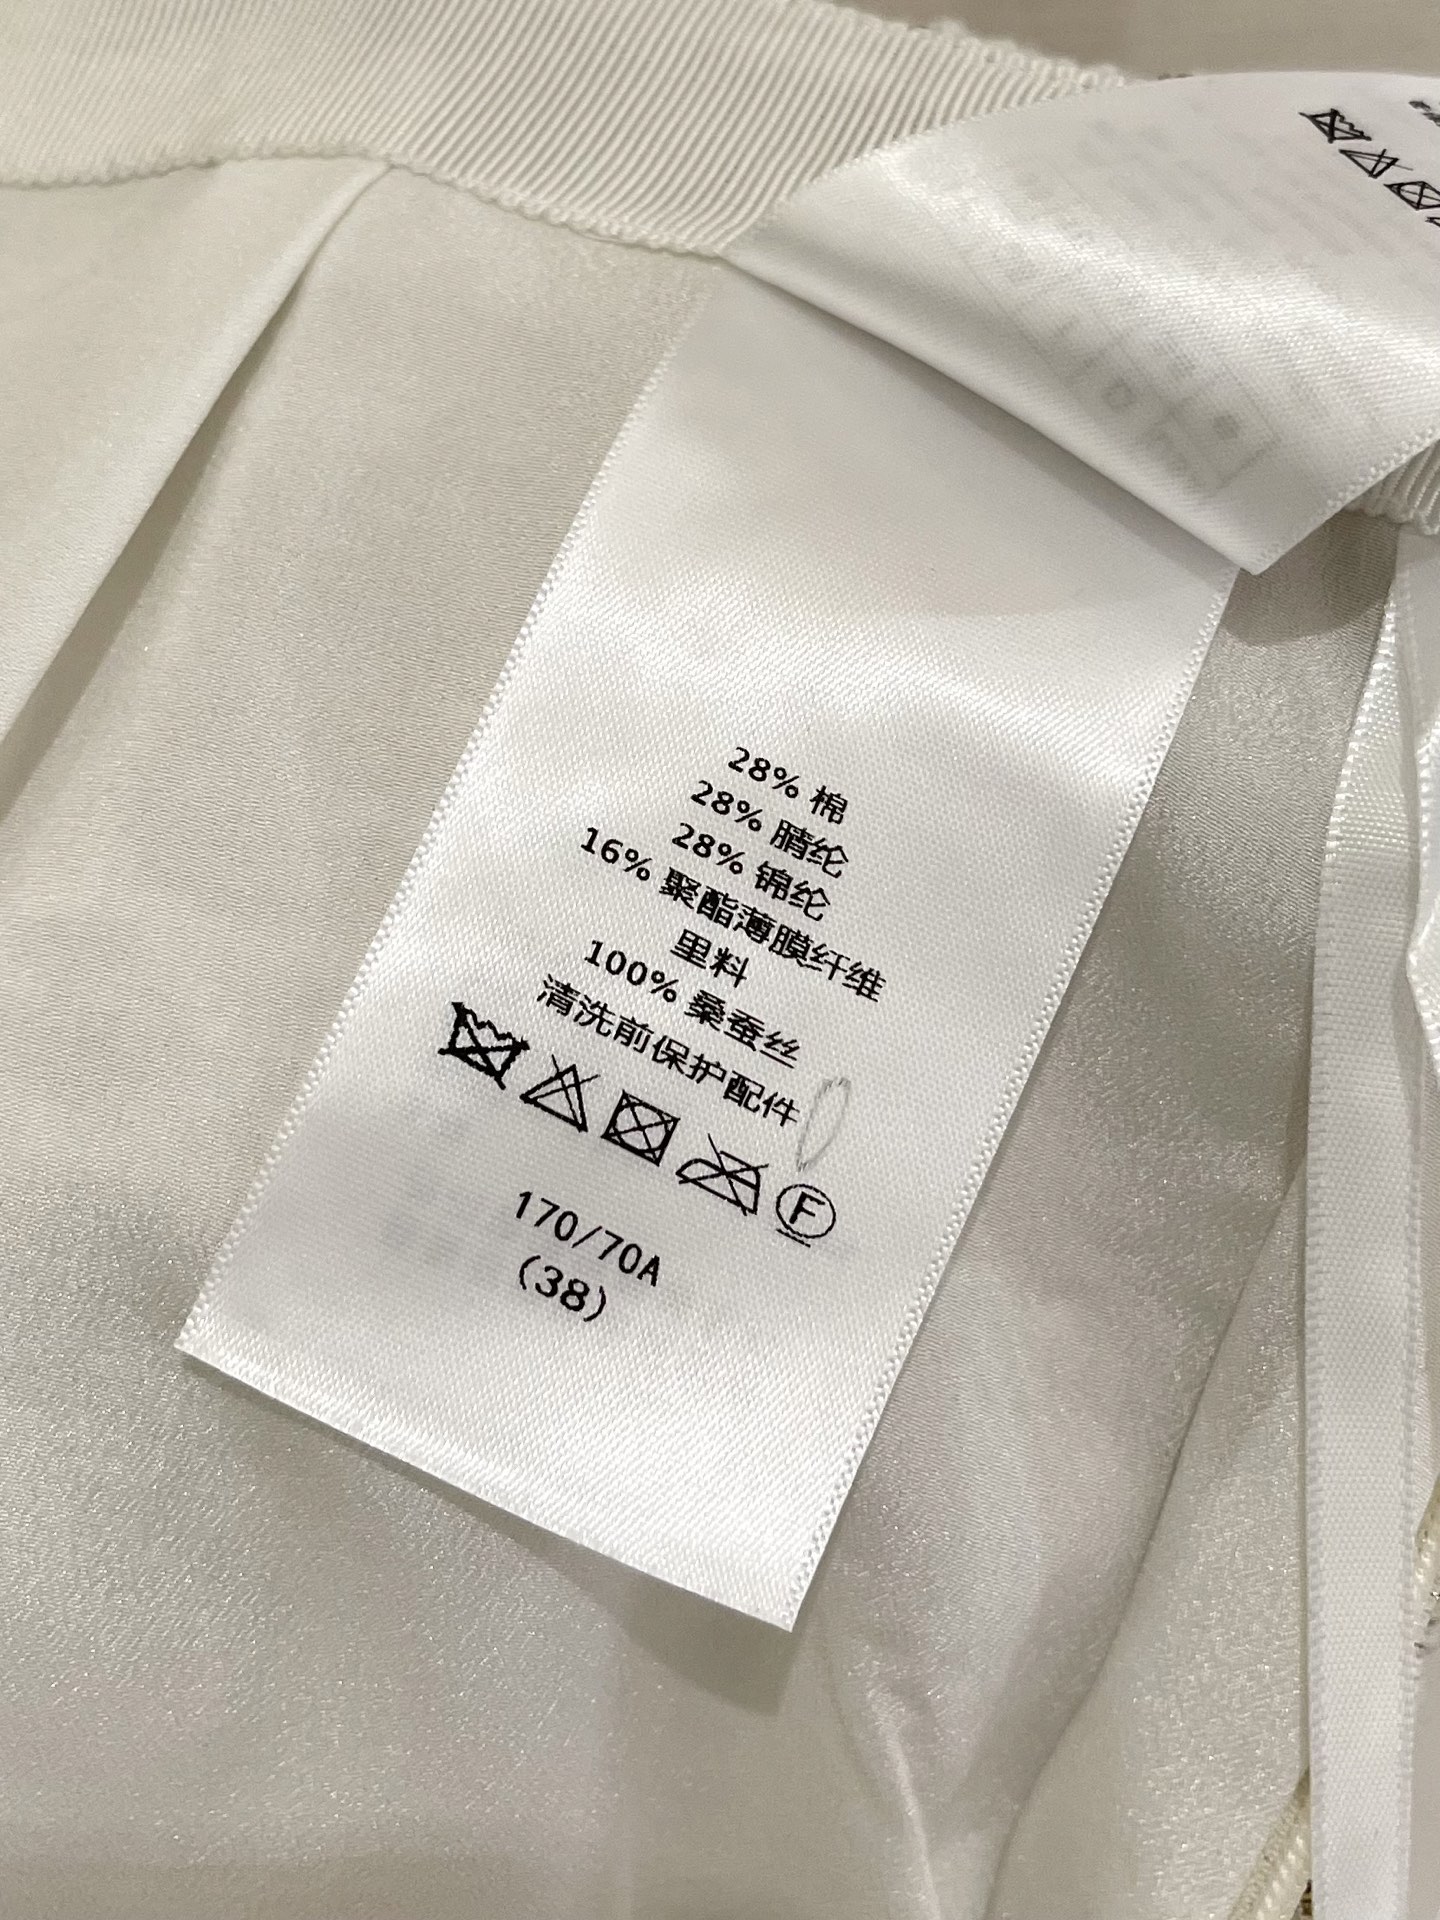 28% 棉
28% 腈纶
28% 锦纶
16% 聚酯薄膜纤维
里料
100% 桑蚕丝
清洗前保护配件
F
170/70A
(38)